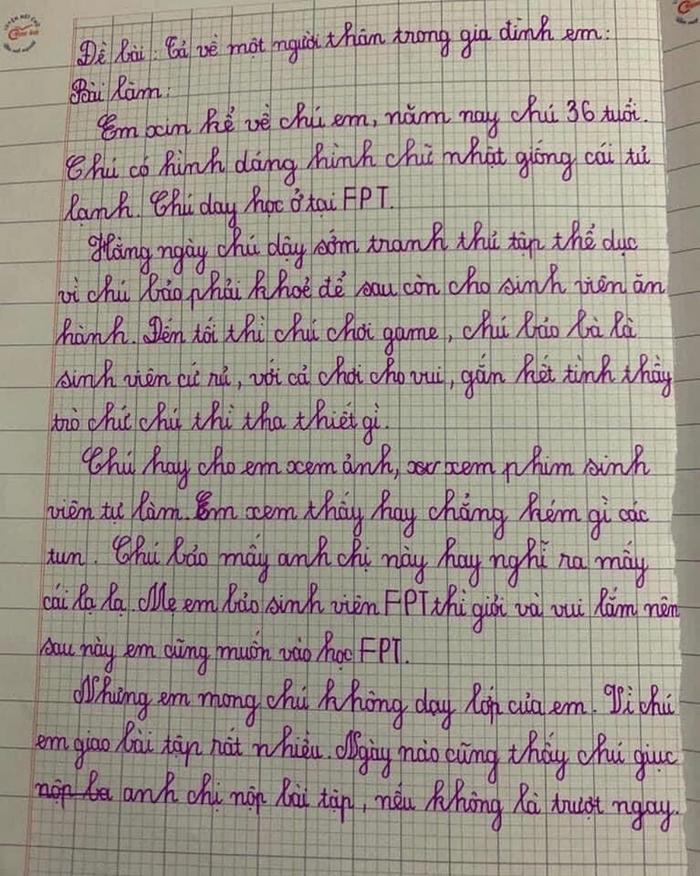 Đề bài: Tả về một người thân trong gia đình em:
Bài làm:
Em xin kể về chú em, năm nay chú 36 tuổi.
Chú có hình dáng hình chữ nhật giống cái tủ
lạnh. Chú dạy học ở tại FPT.
Hằng ngày chú dậy sớm tranh thủ tập thể dục
vì chú bảo phải khoẻ để sau còn cho sinh viên ăn
hành. Đến tối thì chú chơi game, chú bảo bà là
sinh viên cứ rủ, với cả chơi cho vui, gắn kết tình thầy
trò chứ chú thì tha thiết gì.
Chú hay cho em xem ảnh, xer xem phim sinh
viên tự làm. Em xem thấy hay chẳng kém gì các
tun. Chú bảo mấy anh chị này hay nghĩ ra mấy
cái lạ lạ. Mẹ em bảo sinh viên FPT thì giỏi và vui lắm nên
sau này em cũng muốn vào học FPT.
Nhưng em mong chú không dạy lớp của em. Vì chú
em giao bài tập rất nhiều. Ngày nào cũng thấy chú giục
nộp ba anh chị nộp bài tập, nếu không là trượt ngay.